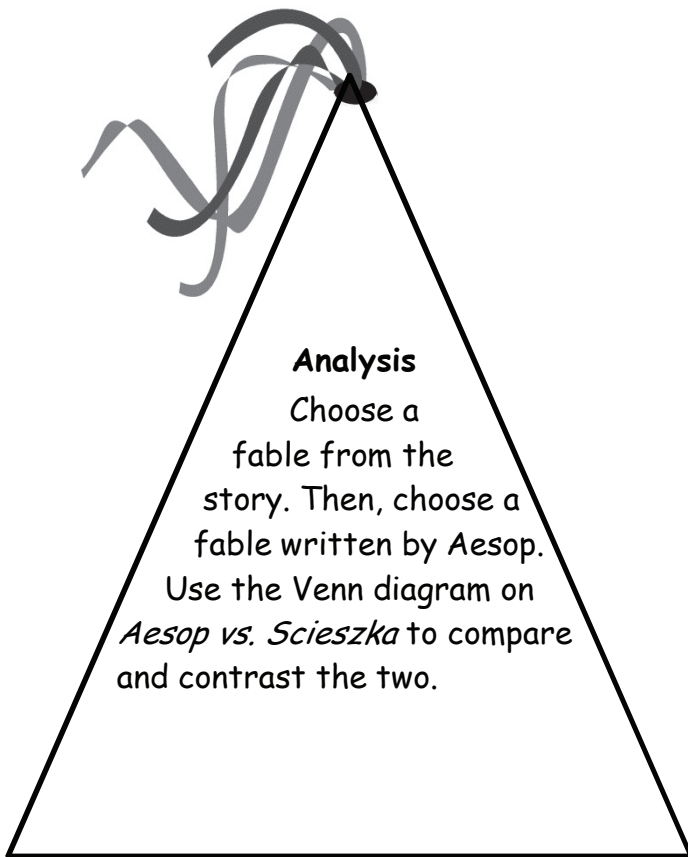 Analysis
Choose a
fable from the
story. Then, choose a
fable written by Aesop.
Use the Venn diagram on
Aesop vs. Scieszka to compare
and contrast the two.